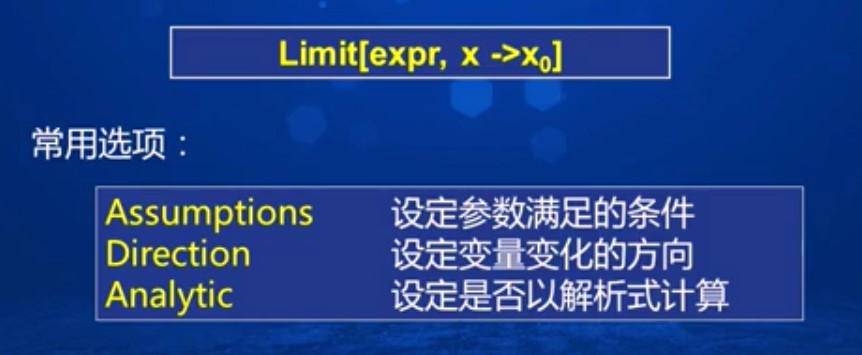 Limit[expr, x ->x₀]
常用选项：
Assumptions 设定参数满足的条件
Direction 设定变量变化的方向
Analytic 设定是否以解析式计算